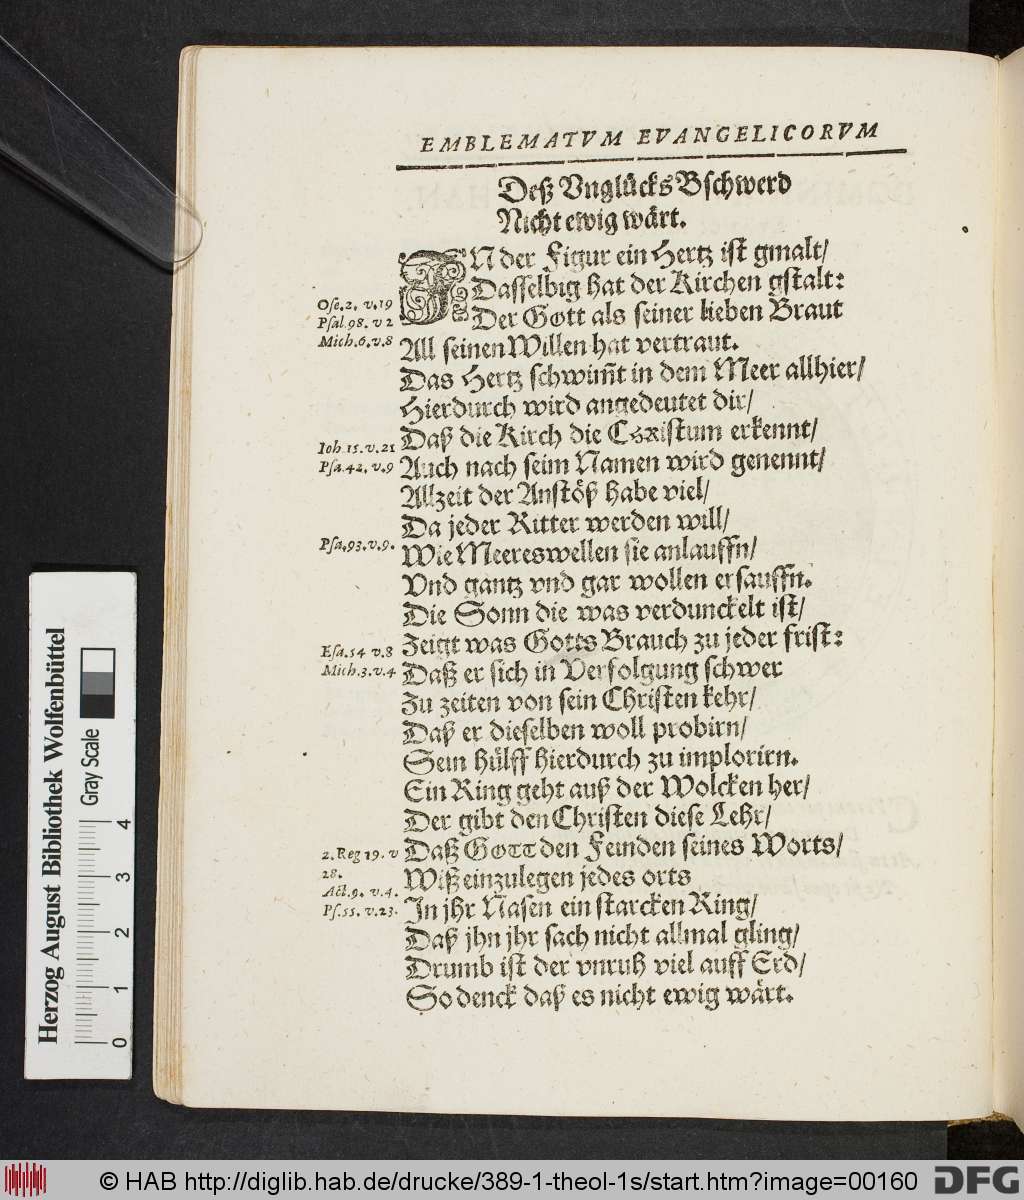 EMBLEMATVM EVANGELICORVM
Deß Vnglücks Bschwerd
Nicht ewig wärt.
IN der Figur ein Hertz ist gmalt/
Dasselbig hat der Kirchen gstalt:
Ose.2. v.19
Der Gott als seiner lieben Braut
Psal.98. v 2
Mich.6.v.8
All seinen Willen hat vertraut.
Das Hertz schwim̃t in dem Meer allhier/
Hierdurch wird angedeutet dir/
Daß die Kirch die CHRistum erkennt/
Ioh.15.v.21
Psa.42.v.9
Auch nach seim Namen wird genennt/
Allzeit der Anstöß habe viel/
Da jeder Ritter werden will/
Psa.93.v.9.
Wie Meereswellen sie anlauffn/
Vnd gantz vnd gar wollen ersauffn.
Die Sonn die was verdunckelt ist/
Zeigt was Gotts Brauch zu jeder frist:
Esa.54 v.8
Mich.3.v.4
Daß er sich in Verfolgung schwer
Zu zeiten von sein Christen kehr/
Daß er dieselben woll probirn/
Sein hülff hierdurch zu implorirn.
Ein Ring geht auß der Wolcken her/
Der gibt den Christen diese Lehr/
2.Reg 19. v
28.
Daß GOTT den Feinden seines Worts/
Wiß einzulegen jedes orts
Act.9. v.4.
Ps.55. v.23.
In jhr Nasen ein starcken Ring/
Daß jhn jhr sach nicht allmal gling/
Drumb ist der vnruh viel auff Erd/
So denck daß es nicht ewig wärt.
Herzog August Bibliothek Wolfenbüttel
Gray Scale
0 1 2 3 4
© HAB http://diglib.hab.de/drucke/389-1-theol-1s/start.htm?image=00160
DFG